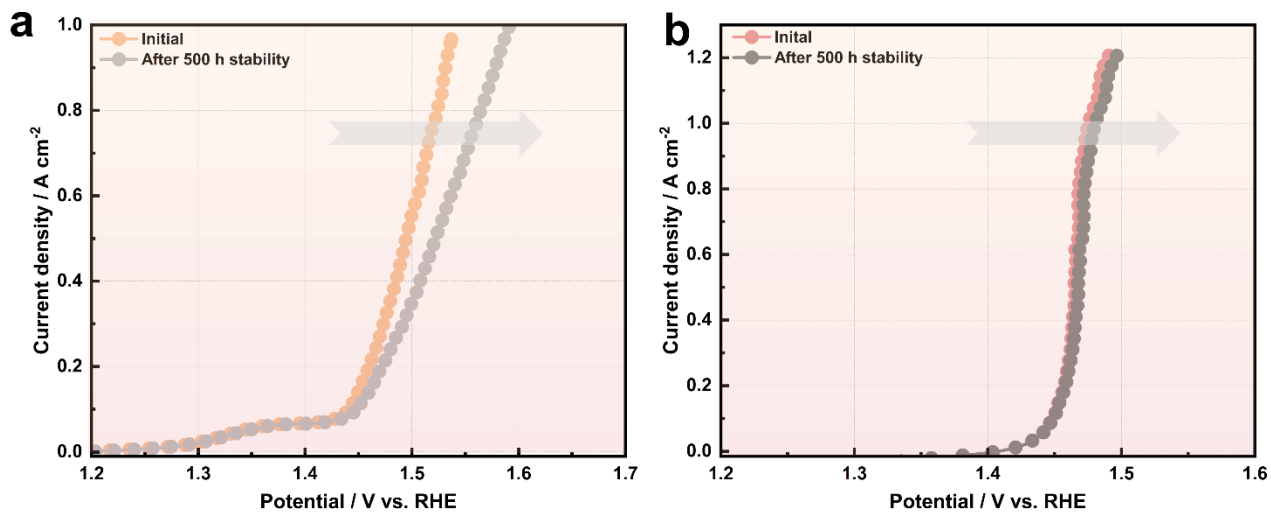 a
Initial
After 500 h stability
Current density / A cm-2
1.0
0.8
0.6
0.4
0.2
0.0
1.2 1.3 1.4 1.5 1.6 1.7
Potential / V vs. RHE
b
Inital
After 500 h stability
Current density / A cm-2
1.2
1.0
0.8
0.6
0.4
0.2
0.0
1.2 1.3 1.4 1.5 1.6
Potential / V vs. RHE